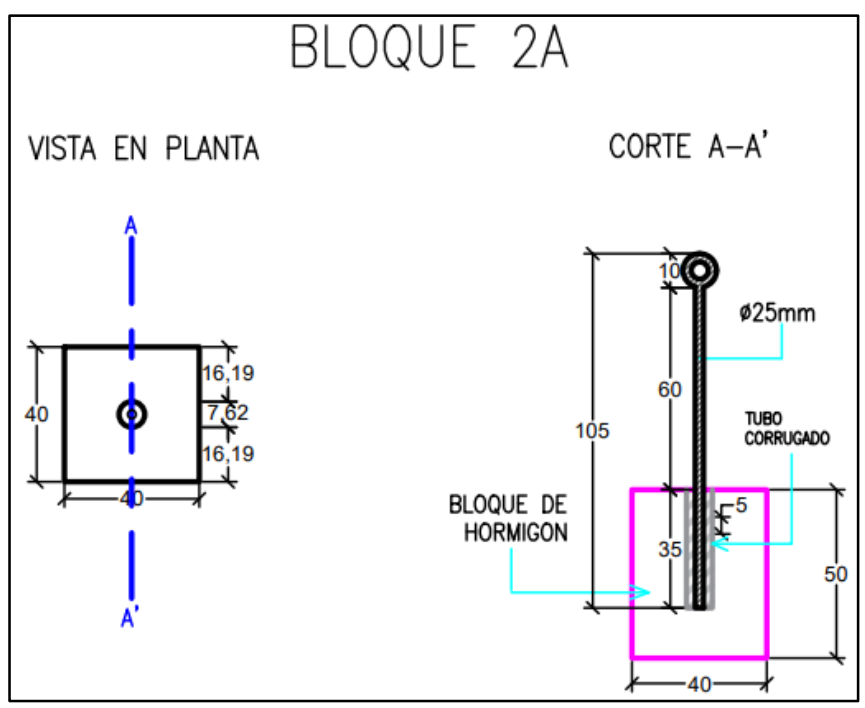 BLOQUE 2A
VISTA EN PLANTA
CORTE A-A'
A
10
ø25mm
16,19
40
7,62
60
16,19
105
TUBO
CORRUGADO
40
BLOQUE DE
HORMIGON
5
35
50
A'
40